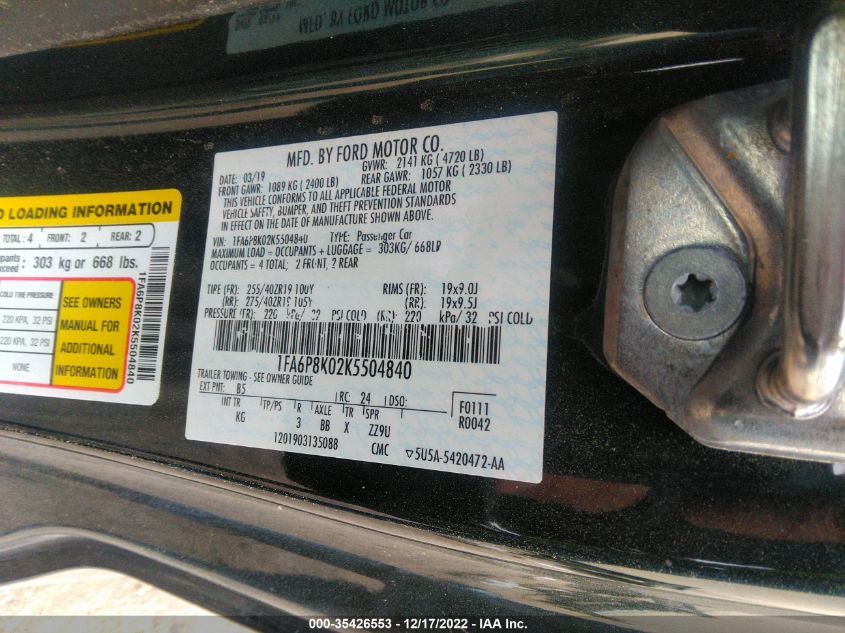 MFD. BY FORD MOTOR CO.
D LOADING INFORMATION
TOTAL: 4 FRONT: 2 REAR: 2
303 kg or 668 lbs.
COLD TIRE PRESSURE
220 KPA, 32 PSI
220 KPA, 32 PSI
NONE
SEE OWNERS
MANUAL FOR
ADDITIONAL
INFORMATION
1FA6P8K02K5504840
MFD. BY FORD MOTOR CO.
DATE: 03/19 GVWR: 2141 KG ( 4720 LB)
FRONT GAWR: 1089 KG ( 2400 LB) REAR GAWR: 1057 KG ( 2330 LB)
THIS VEHICLE CONFORMS TO ALL APPLICABLE FEDERAL MOTOR
VEHICLE SAFETY, BUMPER, AND THEFT PREVENTION STANDARDS
IN EFFECT ON THE DATE OF MANUFACTURE SHOWN ABOVE.
VIN: 1FA6P8K02K5504840 TYPE: Passenger Car
MAXIMUM LOAD = OCCUPANTS + LUGGAGE = 303KG/ 668LB
OCCUPANTS = 4 TOTAL; 2 FRONT, 2 REAR
TYPE (FR): 255/40ZR19 100Y RIMS (FR): 19x9.0J
(RR): 275/40ZR19 105Y (RR): 19x9.5J
PRESSURE (FR): 220 kPa/ 32 PSI COLD (RR): 220 kPa/ 32 PSI COLD
1FA6P8K02K5504840
TRAILER TOWING - SEE OWNER GUIDE
EXT PNT: B5 RC: 24 DSO:
INT TR TP/PS R AXLE TR SPR F0111
KG 3 BB X ZZ9U R0042
1201903135088 CMC ▽5U5A-5420472-AA
000-35426553 - 12/17/2022 - IAA Inc.